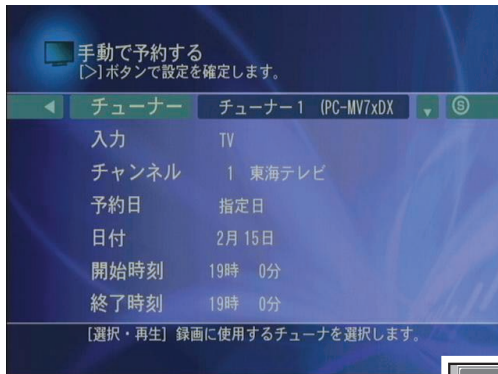 手動で予約する
[>]ボタンで設定を確定します。
チューナー チューナー1 (PC-MV7xDX Ⓢ
入力 TV
チャンネル 1 東海テレビ
予約日 指定日
日付 2月15日
開始時刻 19時 0分
終了時刻 19時 0分
[選択・再生] 録画に使用するチューナを選択します。